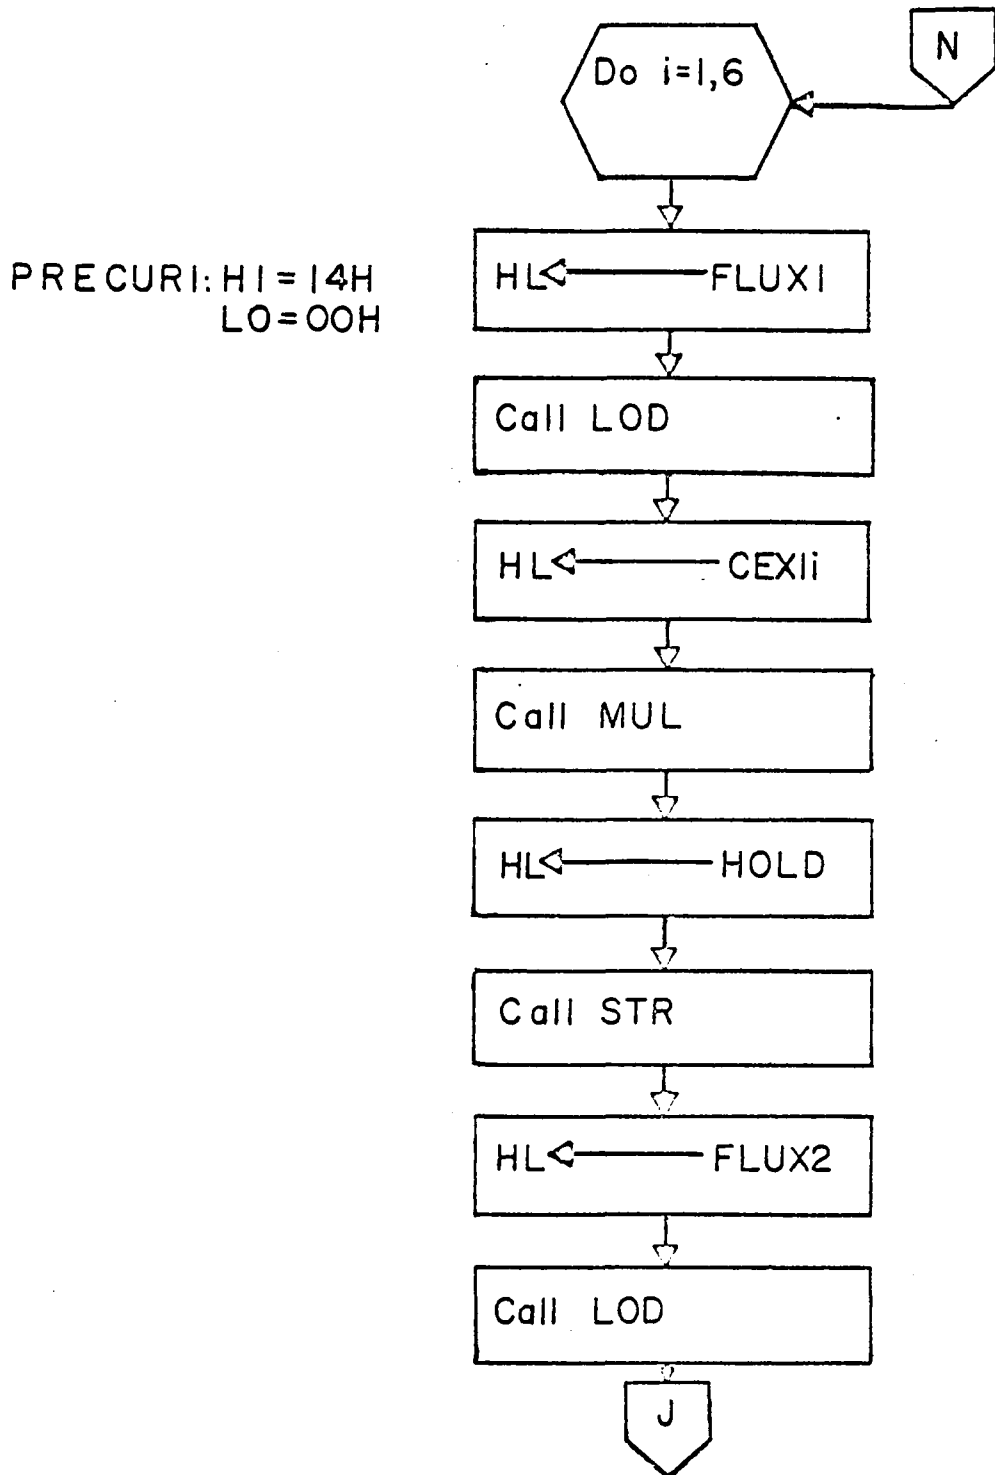 N
Do i=1,6
PRECUR1: HI=14H
LO=00H
HL FLUX1
Call LOD
HL CEX1i
Call MUL
HL HOLD
Call STR
HL FLUX2
Call LOD
J